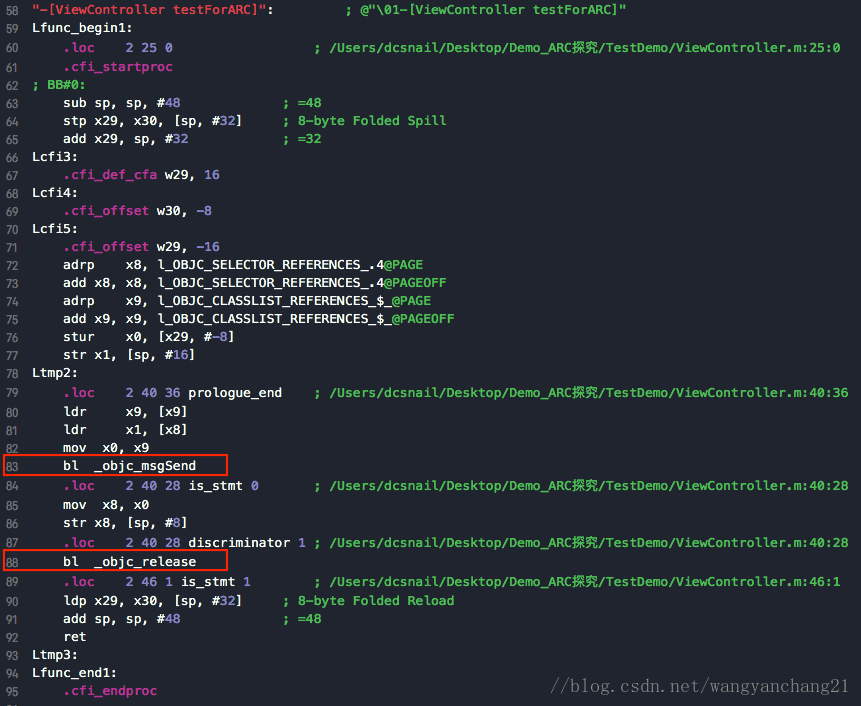 58 "-[ViewController testForARC]": ; @"\01-[ViewController testForARC]"
59 Lfunc_begin1:
60 .loc 2 25 0 ; /Users/dcsnail/Desktop/Demo_ARC探究/TestDemo/ViewController.m:25:0
61 .cfi_startproc
62 ; BB#0:
63 sub sp, sp, #48 ; =48
64 stp x29, x30, [sp, #32] ; 8-byte Folded Spill
65 add x29, sp, #32 ; =32
66 Lcfi3:
67 .cfi_def_cfa w29, 16
68 Lcfi4:
69 .cfi_offset w30, -8
70 Lcfi5:
71 .cfi_offset w29, -16
72 adrp x8, l_OBJC_SELECTOR_REFERENCES_.4@PAGE
73 add x8, x8, l_OBJC_SELECTOR_REFERENCES_.4@PAGEOFF
74 adrp x9, l_OBJC_CLASSLIST_REFERENCES_$_@PAGE
75 add x9, x9, l_OBJC_CLASSLIST_REFERENCES_$_@PAGEOFF
76 stur x0, [x29, #-8]
77 str x1, [sp, #16]
78 Ltmp2:
79 .loc 2 40 36 prologue_end ; /Users/dcsnail/Desktop/Demo_ARC探究/TestDemo/ViewController.m:40:36
80 ldr x9, [x9]
81 ldr x1, [x8]
82 mov x0, x9
83 bl _objc_msgSend
84 .loc 2 40 28 is_stmt 0 ; /Users/dcsnail/Desktop/Demo_ARC探究/TestDemo/ViewController.m:40:28
85 mov x8, x0
86 str x8, [sp, #8]
87 .loc 2 40 28 discriminator 1 ; /Users/dcsnail/Desktop/Demo_ARC探究/TestDemo/ViewController.m:40:28
88 bl _objc_release
89 .loc 2 46 1 is_stmt 1 ; /Users/dcsnail/Desktop/Demo_ARC探究/TestDemo/ViewController.m:46:1
90 ldp x29, x30, [sp, #32] ; 8-byte Folded Reload
91 add sp, sp, #48 ; =48
92 ret
93 Ltmp3:
94 Lfunc_end1:
95 .cfi_endproc
//blog.csdn.net/wangyanchang21